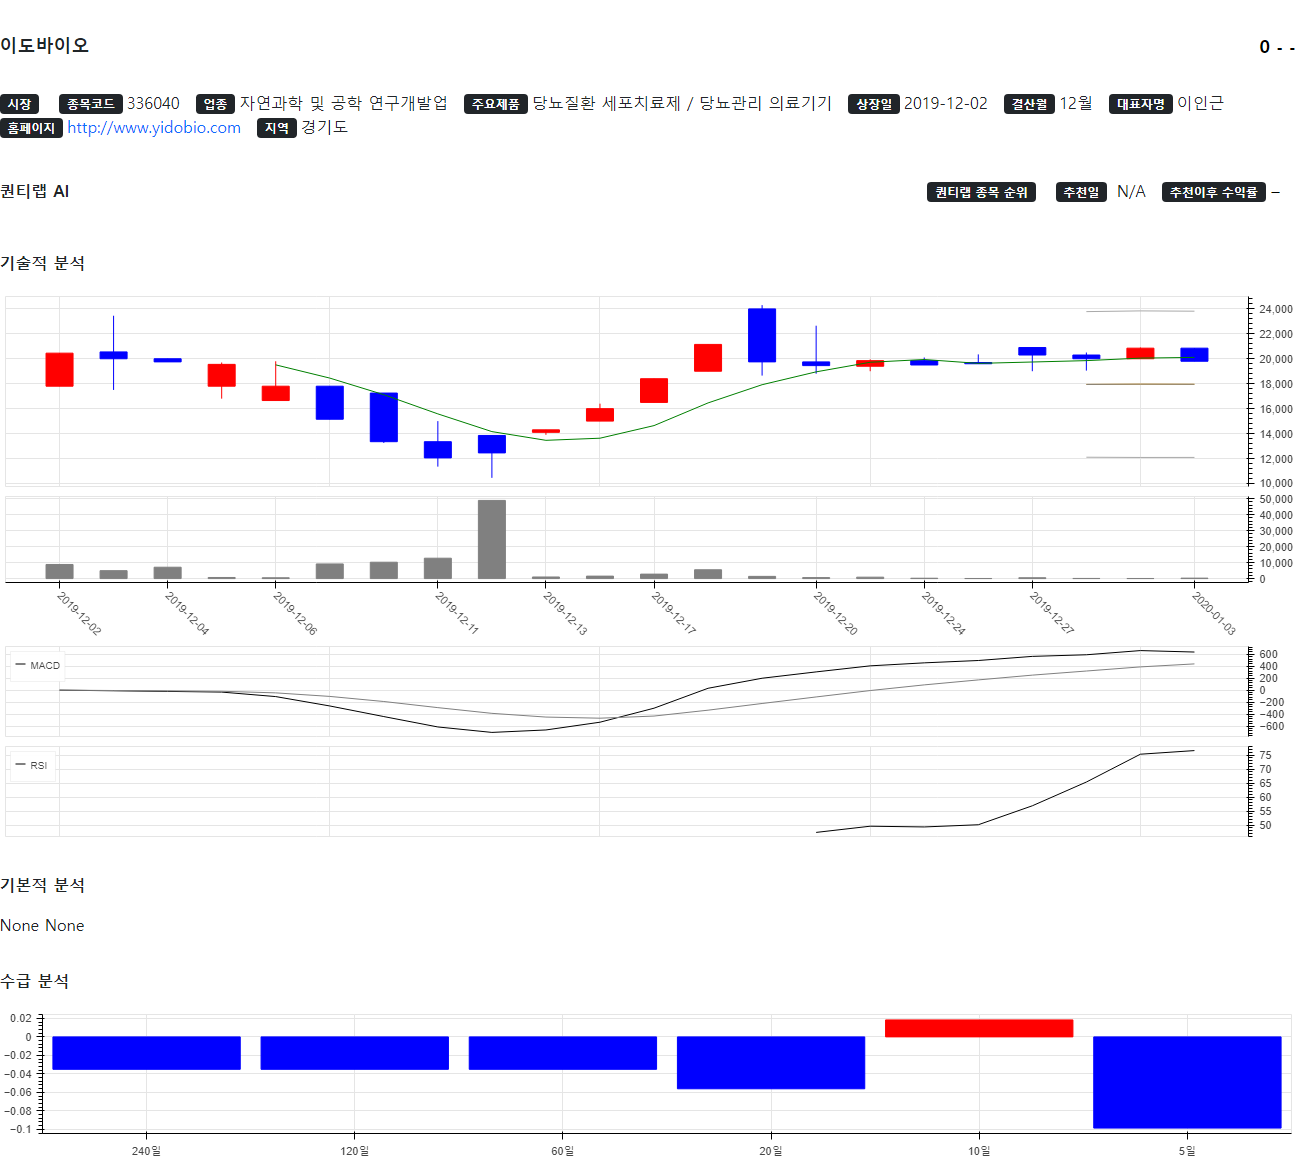 이도바이오
0 - -
시장 종목코드 336040 업종 자연과학 및 공학 연구개발업 주요제품 당뇨질환 세포치료제 / 당뇨관리 의료기기 상장일 2019-12-02 결산월 12월 대표자명 이인근
홈페이지 http://www.yidobio.com 지역 경기도
퀀티랩 AI
퀀티랩 종목 순위 추천일 N/A 추천이후 수익률 –
기술적 분석
24,000
22,000
20,000
18,000
16,000
14,000
12,000
10,000
50,000
40,000
30,000
20,000
10,000
0
2019-12-02
2019-12-04
2019-12-06
2019-12-11
2019-12-13
2019-12-17
2019-12-20
2019-12-24
2019-12-27
2020-01-03
MACD
600
400
200
0
−200
−400
−600
RSI
75
70
65
60
55
50
기본적 분석
None None
수급 분석
0.02
0
−0.02
−0.04
−0.06
−0.08
−0.1
240일
120일
60일
20일
10일
5일